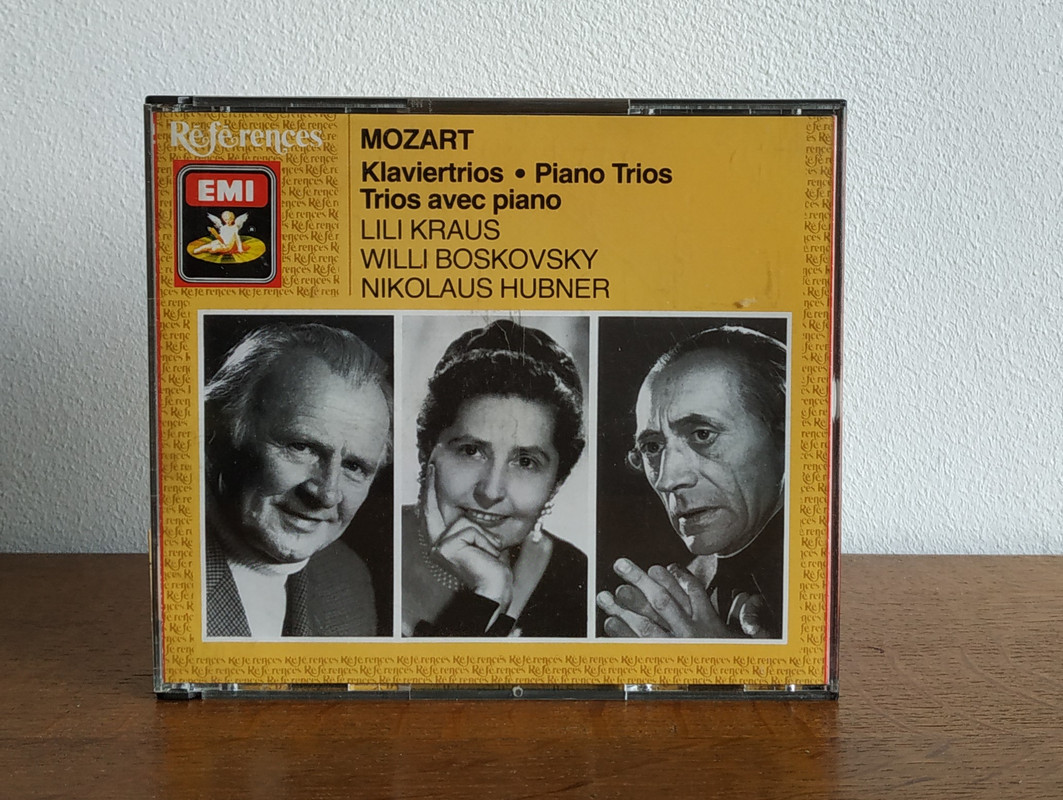 Références
EMI
MOZART
Klaviertrios • Piano Trios
Trios avec piano
LILI KRAUS
WILLI BOSKOVSKY
NIKOLAUS HUBNER